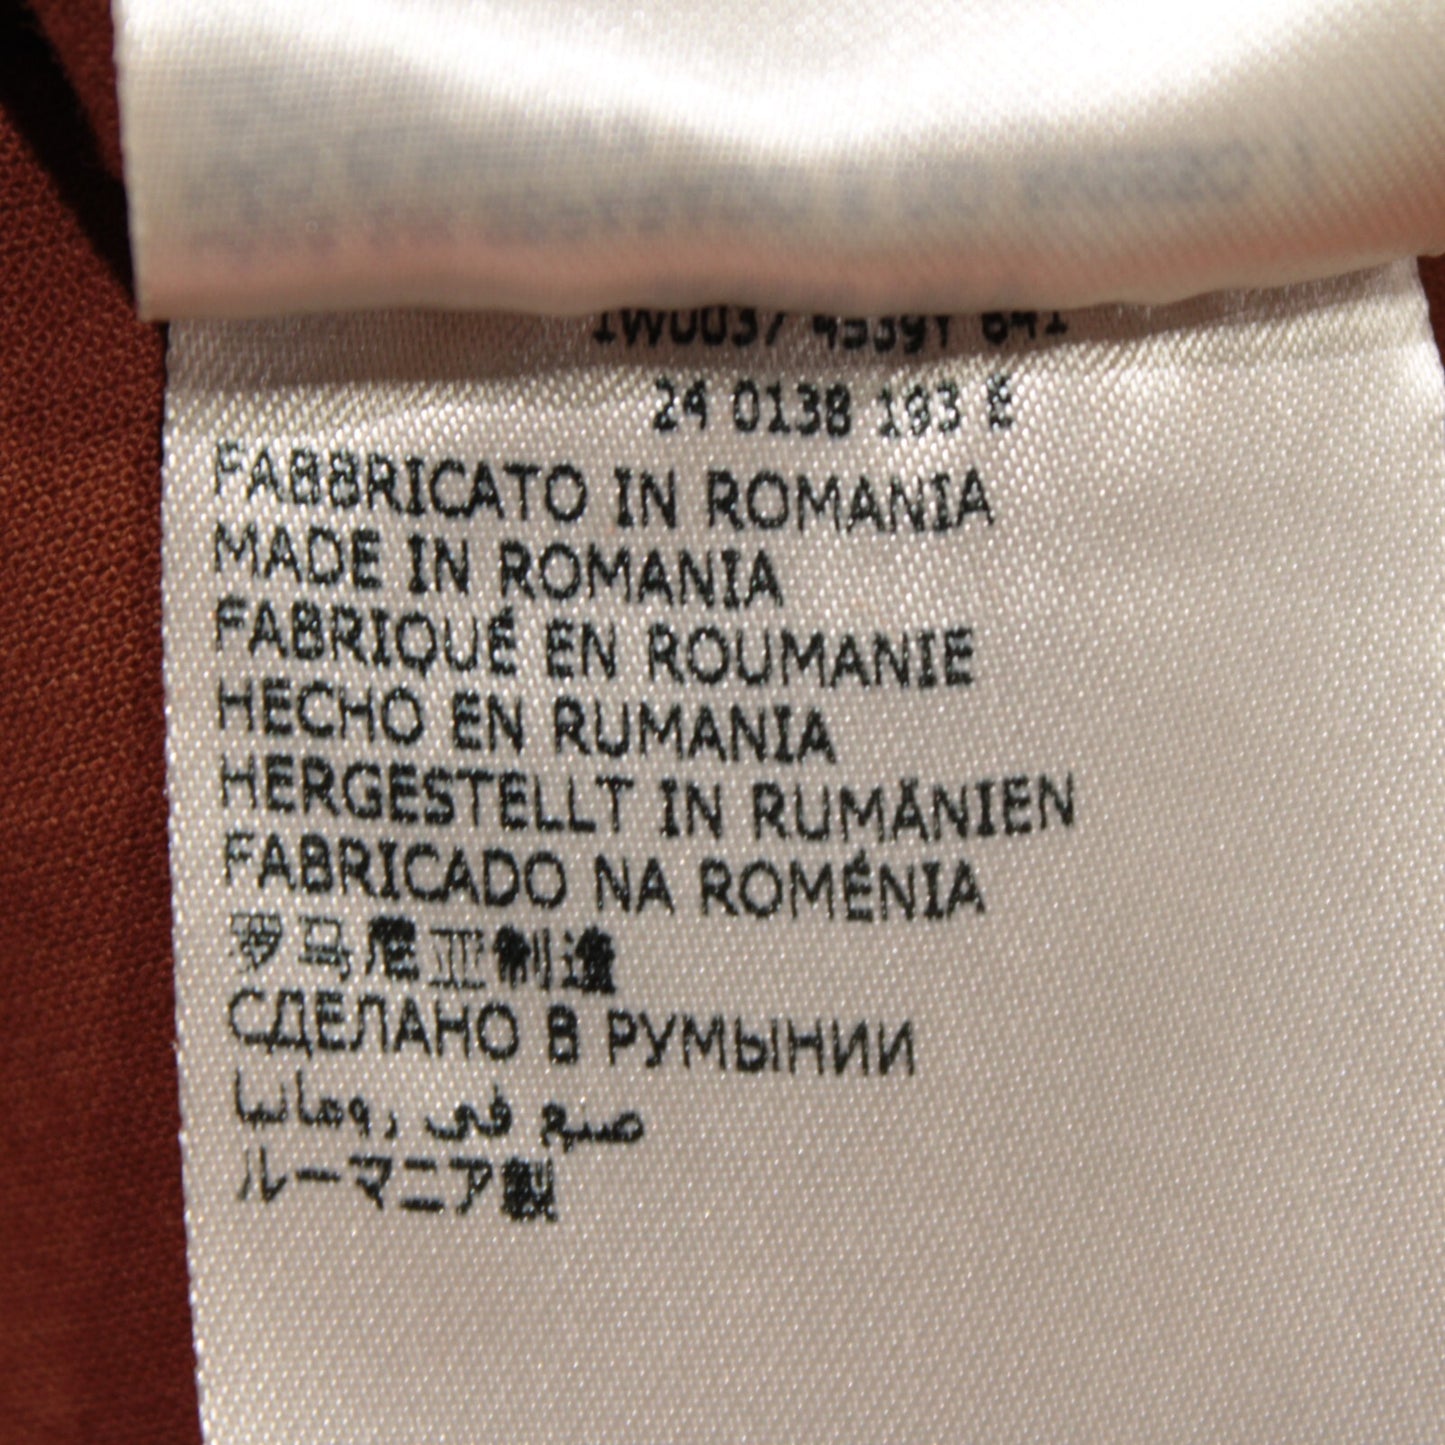 24 0138 193 E
FABBRICATO IN ROMANIA
MADE IN ROMANIA
FABRIQUÉ EN ROUMANIE
HECHO EN RUMANIA
HERGESTELLT IN RUMÄNIEN
FABRICADO NA ROMÉNIA
罗马尼亚制造
СДЕЛАНО В РУМЫНИИ
صنع في رومانيا
ルーマニア製